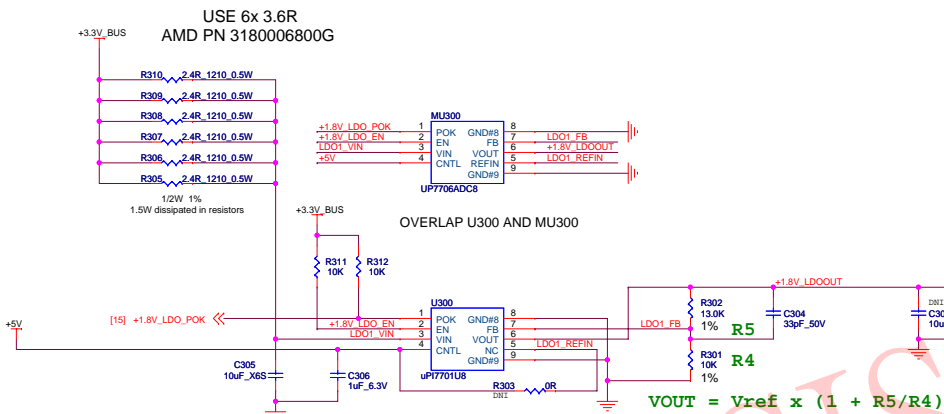 USE 6x 3.6R
AMD PN 3180006800G
+3.3V_BUS
R310 2.4R_1210_0.5W
R309 2.4R_1210_0.5W
R308 2.4R_1210_0.5W
R307 2.4R_1210_0.5W
R306 2.4R_1210_0.5W
R305 2.4R_1210_0.5W
1/2W 1%
1.5W dissipated in resistors
MU300
+1.8V_LDO_POK 1 POK GND#8 8
+1.8V_LDO_EN 2 EN FB 7 LDO1_FB
LDO1_VIN 3 VIN VOUT 6 +1.8V_LDOOUT
+5V 4 CNTL REFIN 5 LDO1_REFIN
GND#9 9
UP7706ADC8
+3.3V_BUS
OVERLAP U300 AND MU300
R311
10K
R312
10K
U300
[15] +1.8V_LDO_POK 1 POK GND#8 8
+1.8V_LDO_EN 2 EN FB 7 LDO1_FB
LDO1_VIN 3 VIN VOUT 6
+5V 4 CNTL NC 5 LDO1_REFIN
GND#9 9
uPI7701U8
+1.8V_LDOOUT
R302
13.0K
1% R5
C304
33pF_50V
DNI
C30
10u
R301
10K
1% R4
C305
10uF_X6S
C306
1uF_6.3V
R303 0R
DNI
VOUT = Vref x (1 + R5/R4)